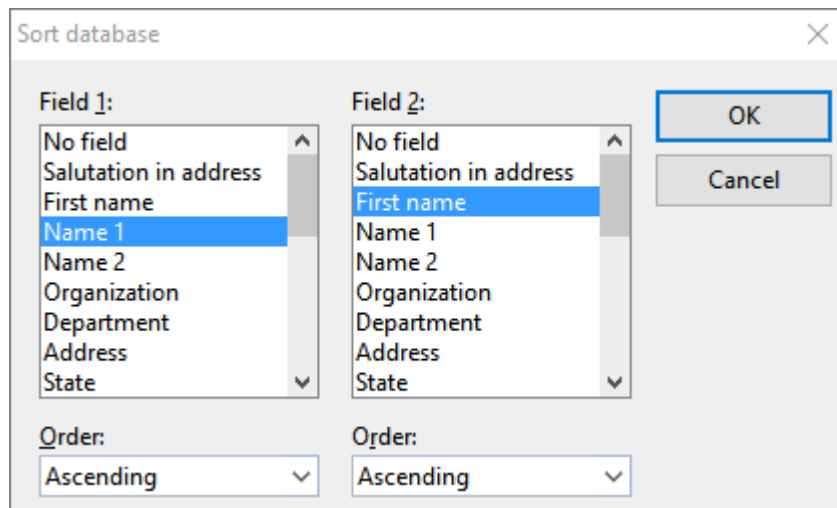 Sort database
Field 1:
No field
Salutation in address
First name
Name 1
Name 2
Organization
Department
Address
State
Order:
Ascending
Field 2:
No field
Salutation in address
First name
Name 1
Name 2
Organization
Department
Address
State
Order:
Ascending
OK
Cancel